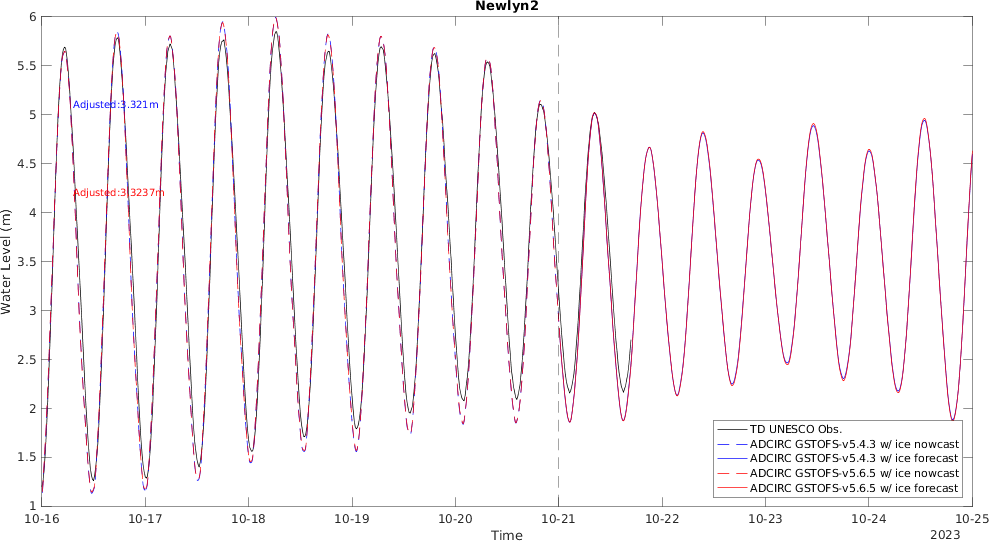 Newlyn2
6
5.5
5
4.5
4
3.5
3
2.5
2
1.5
1
Water Level (m)
Adjusted:3.321m
Adjusted:3.3237m
TD UNESCO Obs.
ADCIRC GSTOFS-v5.4.3 w/ ice nowcast
ADCIRC GSTOFS-v5.4.3 w/ ice forecast
ADCIRC GSTOFS-v5.6.5 w/ ice nowcast
ADCIRC GSTOFS-v5.6.5 w/ ice forecast
10-16 10-17 10-18 10-19 10-20 10-21 10-22 10-23 10-24 10-25
Time
2023